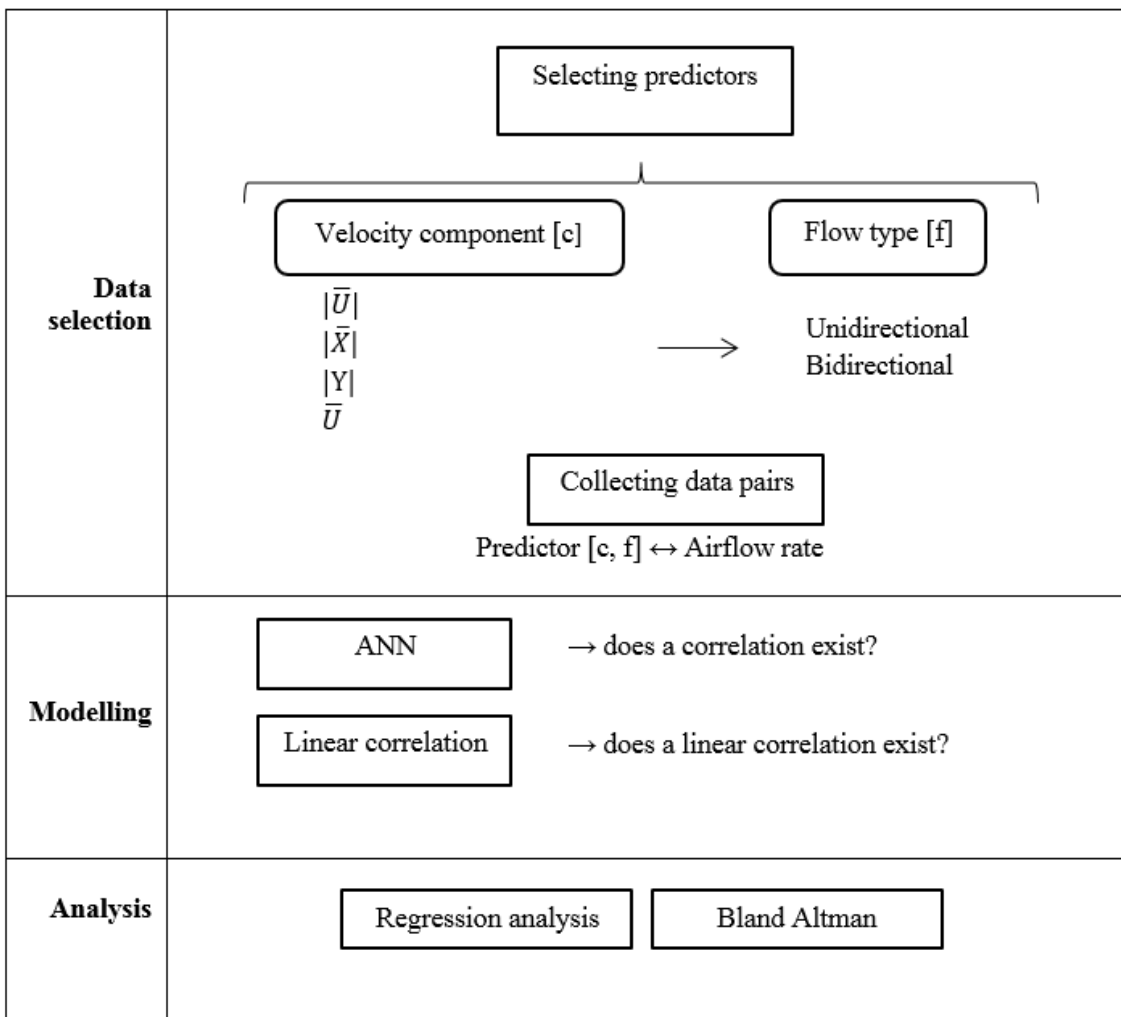 Selecting predictors
Velocity component [c]
Flow type [f]
Data
selection
|U̅|
|X̅|
|Y|
U̅
Unidirectional
Bidirectional
Collecting data pairs
Predictor [c, f] ↔ Airflow rate
Modelling
ANN
→ does a correlation exist?
Linear correlation
→ does a linear correlation exist?
Analysis
Regression analysis
Bland Altman